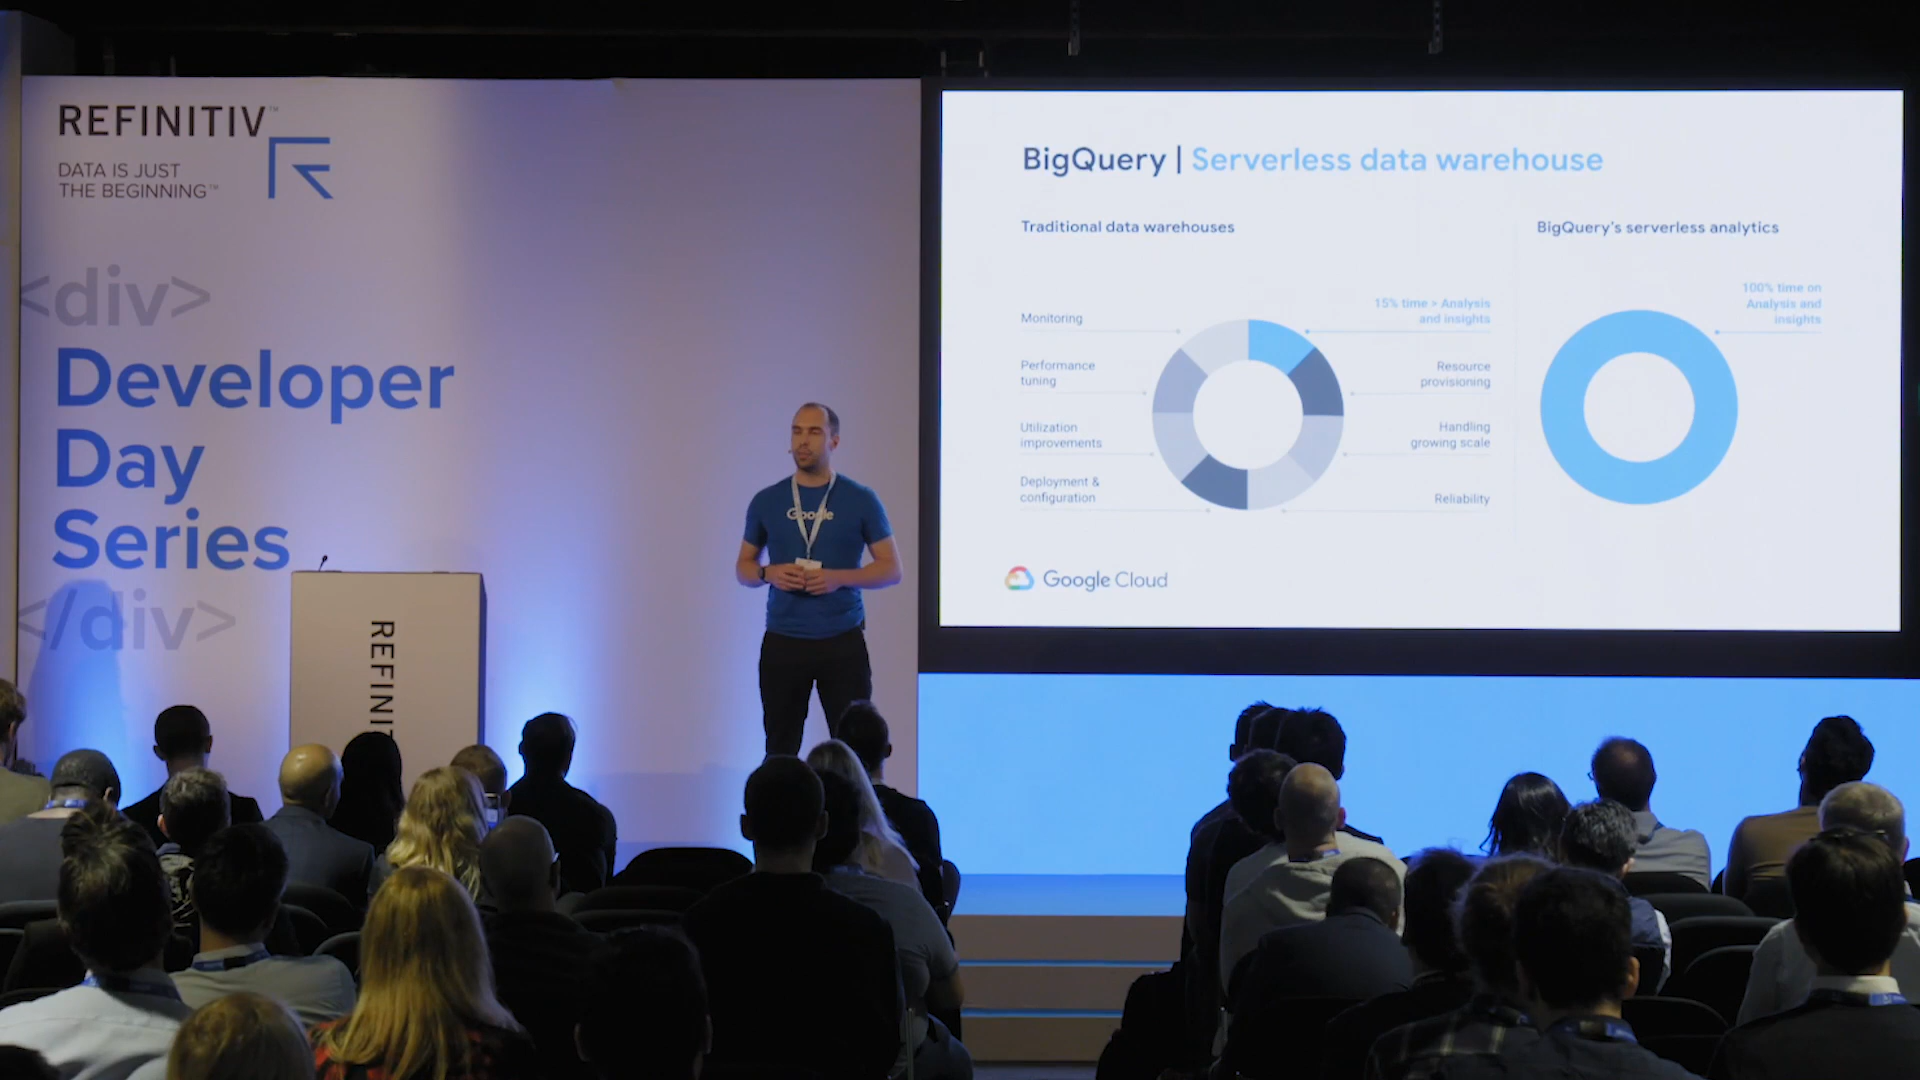 REFINITIV™
DATA IS JUST
THE BEGINNING™
<div>
Developer
Day
Series
</div>
REFINIT
Google
BigQuery | Serverless data warehouse
Traditional data warehouses
Monitoring
Performance
tuning
Utilization
improvements
Deployment &
configuration
15% time > Analysis
and insights
Resource
provisioning
Handling
growing scale
Reliability
BigQuery's serverless analytics
100% time on
Analysis and
insights
Google Cloud